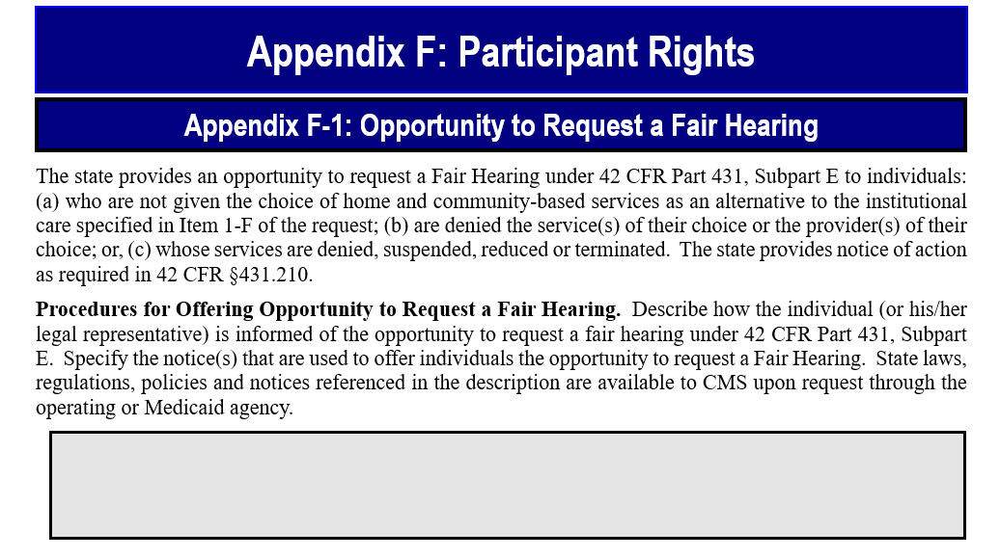 Appendix F: Participant Rights
Appendix F-1: Opportunity to Request a Fair Hearing
The state provides an opportunity to request a Fair Hearing under 42 CFR Part 431, Subpart E to individuals:
(a) who are not given the choice of home and community-based services as an alternative to the institutional
care specified in Item 1-F of the request; (b) are denied the service(s) of their choice or the provider(s) of their
choice; or, (c) whose services are denied, suspended, reduced or terminated.  The state provides notice of action
as required in 42 CFR §431.210.
Procedures for Offering Opportunity to Request a Fair Hearing.  Describe how the individual (or his/her
legal representative) is informed of the opportunity to request a fair hearing under 42 CFR Part 431, Subpart
E.  Specify the notice(s) that are used to offer individuals the opportunity to request a Fair Hearing.  State laws,
regulations, policies and notices referenced in the description are available to CMS upon request through the
operating or Medicaid agency.